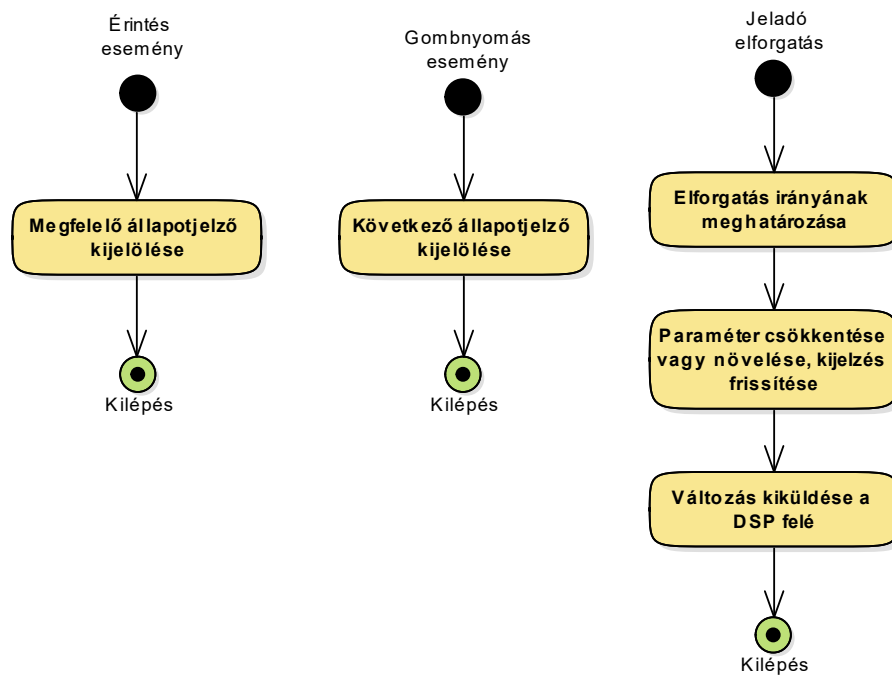 Érintés
esemény
Megfelelő állapotjelző
kijelölése
Kilépés
Gombnyomás
esemény
Következő állapotjelző
kijelölése
Kilépés
Jeladó
elforgatás
Elforgatás irányának
meghatározása
Paraméter csökkentése
vagy növelése, kijelzés
frissítése
Változás kiküldése a
DSP felé
Kilépés